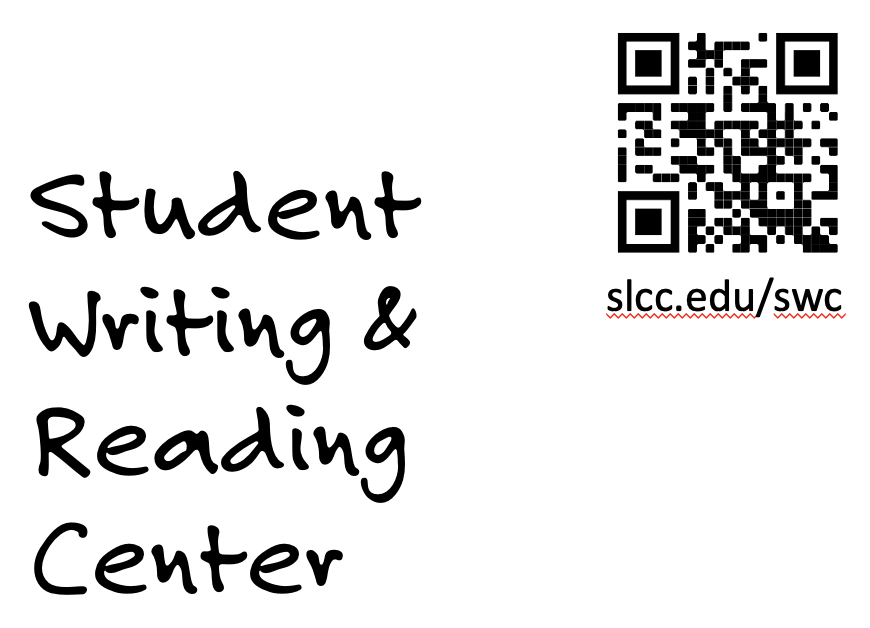 Student
Writing &
Reading
Center
slcc.edu/swc